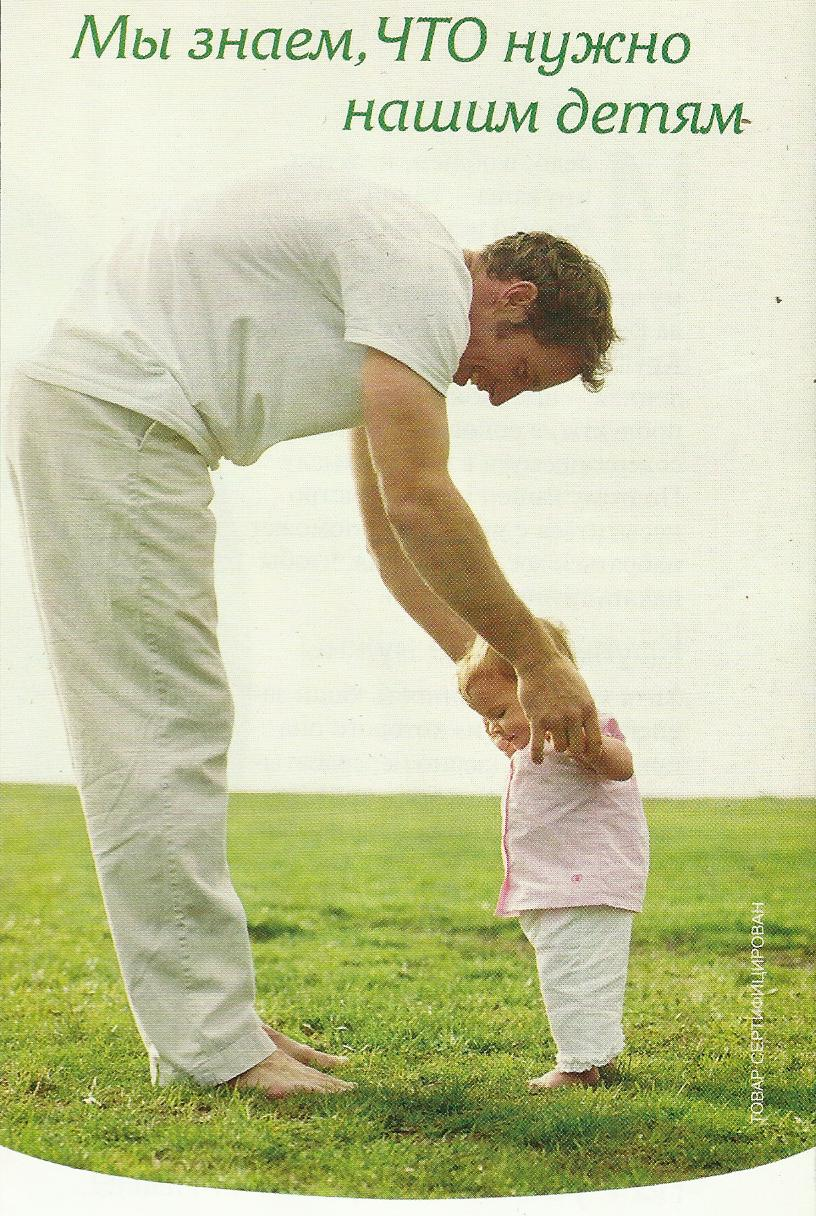 Мы знаем, ЧТО нужно
нашим детям
ТОВАР СЕРТИФИЦИРОВАН